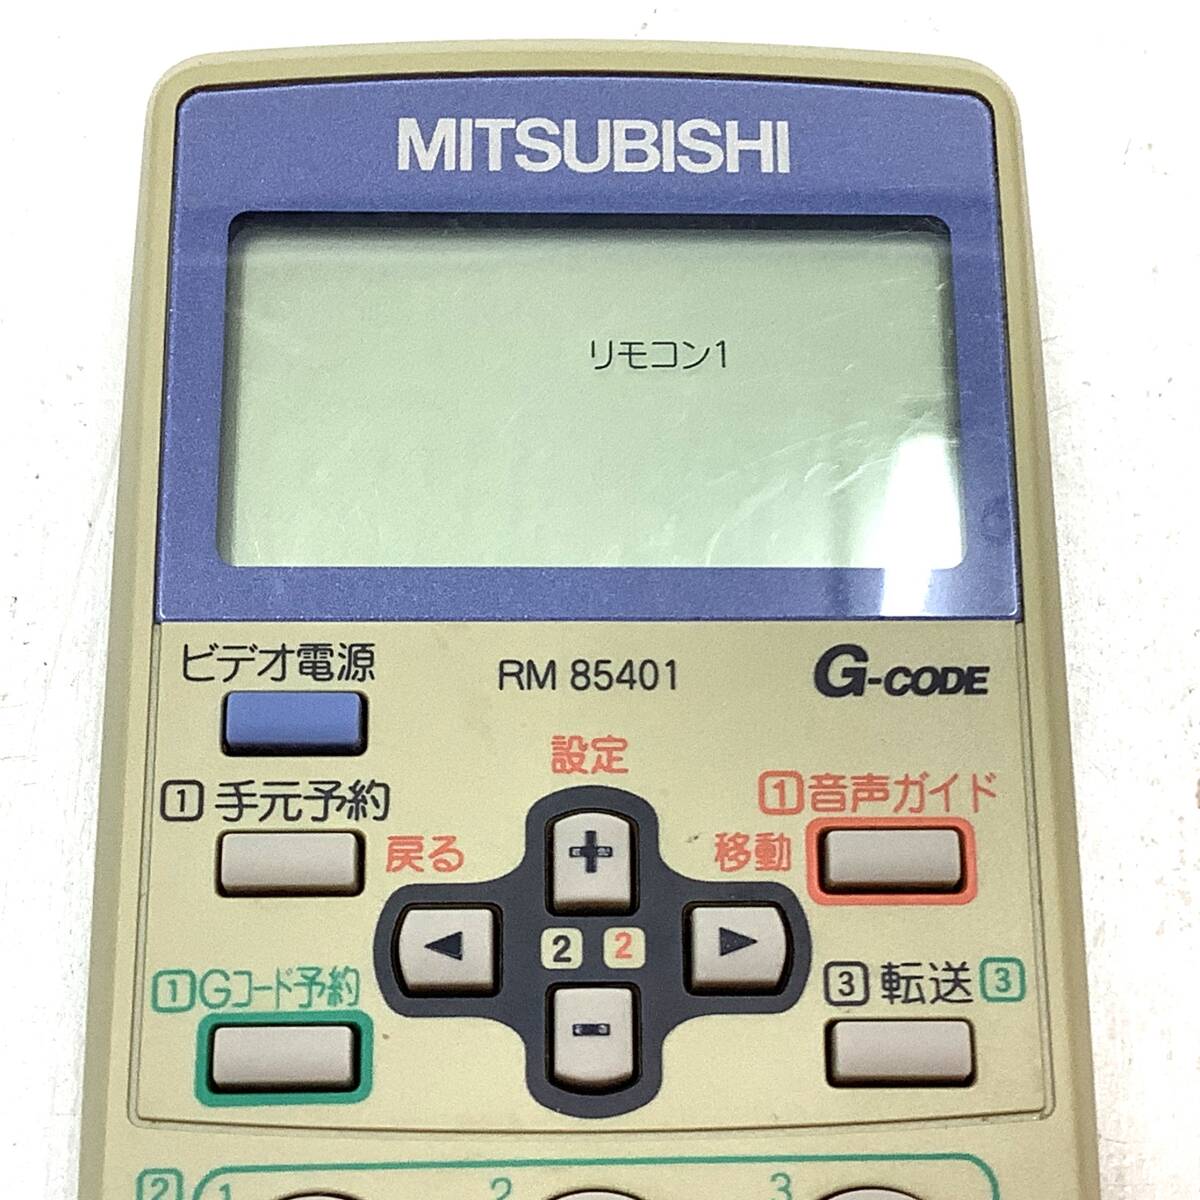 MITSUBISHI
リモコン1
ビデオ電源
RM 85401
G-CODE
設定
1 手元予約
1 音声ガイド
戻る
移動
+
◀
2 2
▶
1 Gコード予約
3 転送 3
-
2 1 2 3